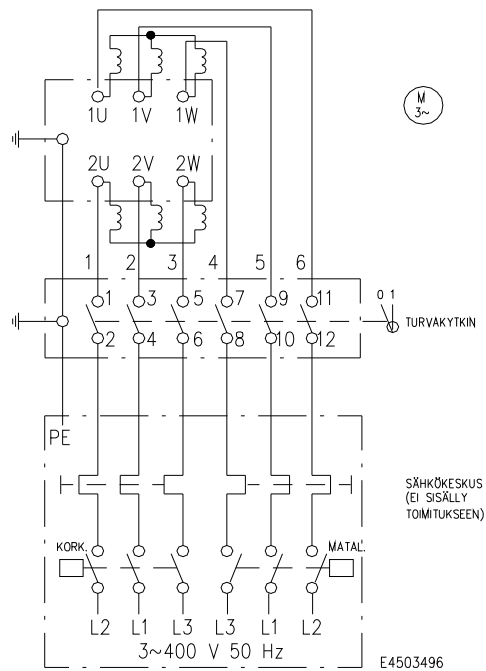 1U 1V 1W
M
3~
2U 2V 2W
1 2 3 4 5 6
1 3 5 7 9 11
0 1
TURVAKYTKIN
2 4 6 8 10 12
PE
SÄHKÖKESKUS
(EI SISÄLLY
TOIMITUKSEEN)
KORK. MATAL.
L2 L1 L3 L3 L1 L2
3~400 V 50 Hz
E4503496